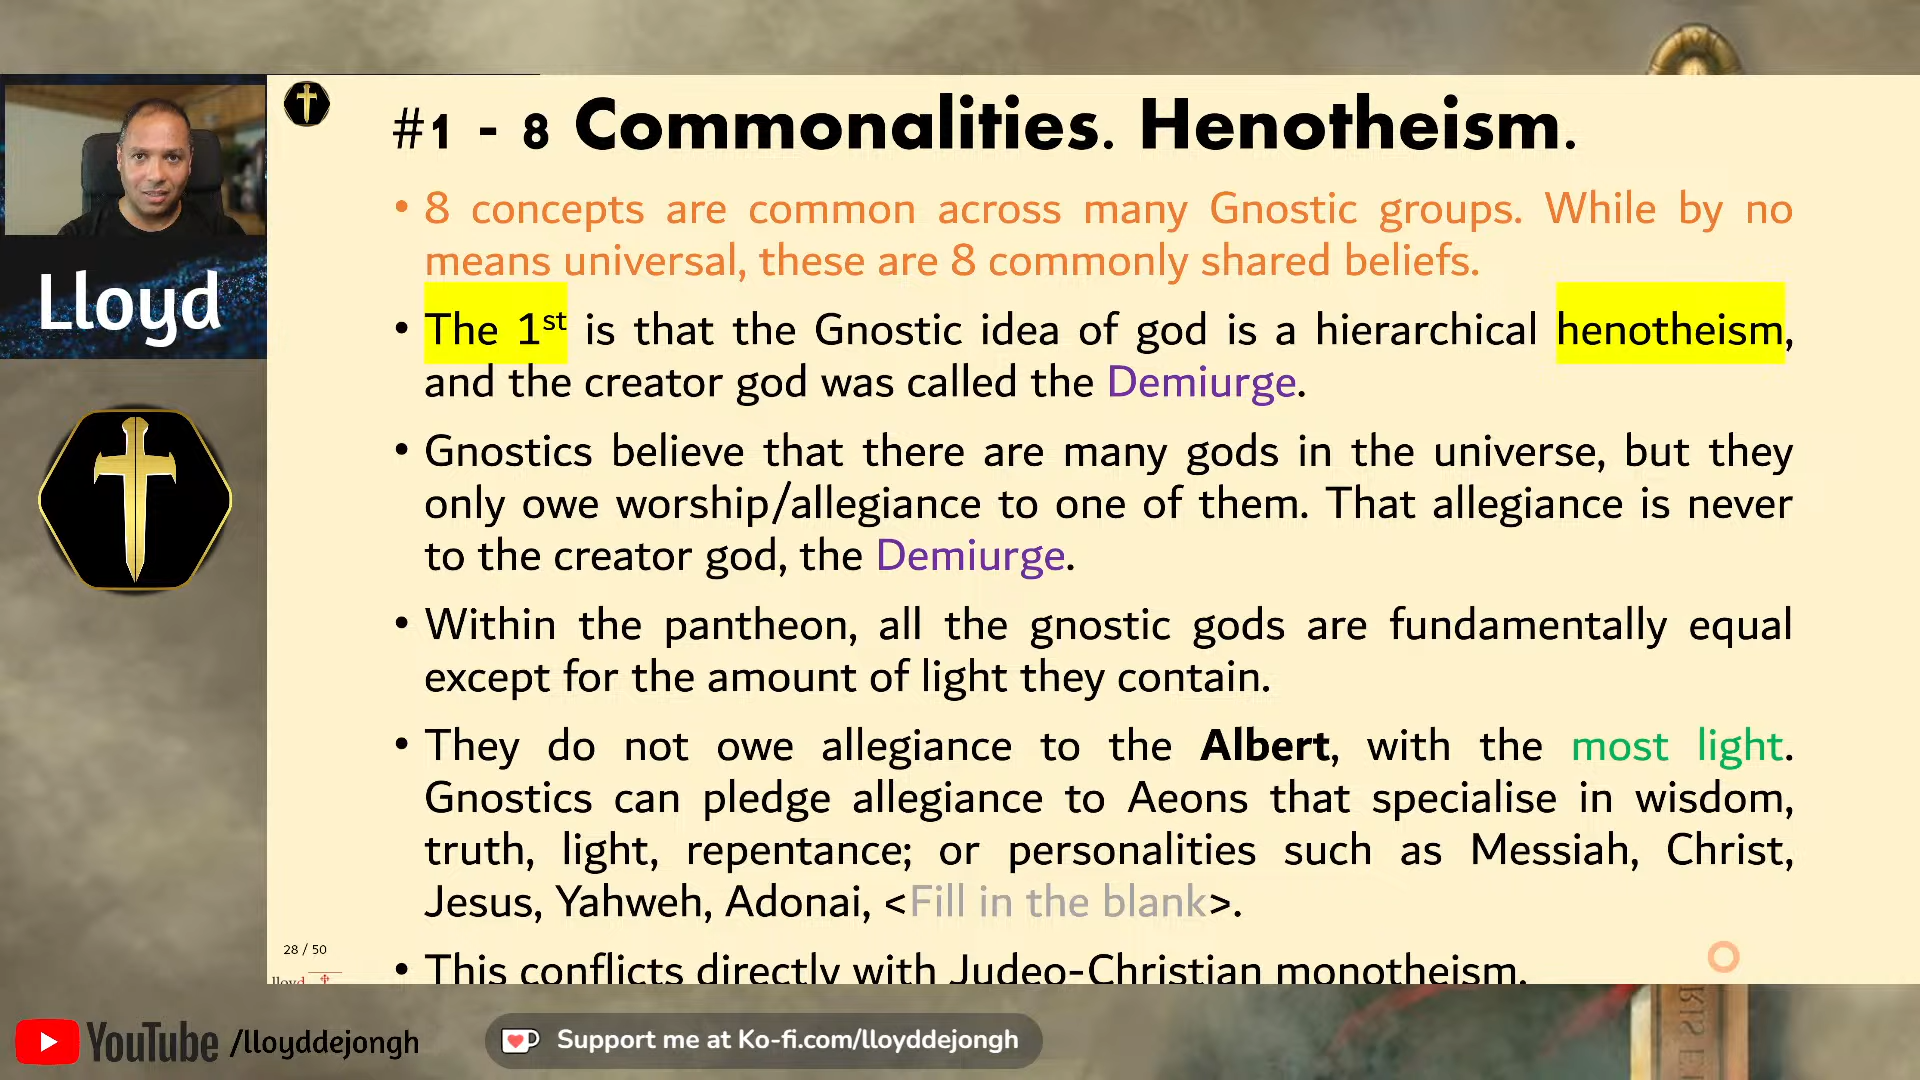 #1 - 8 Commonalities. Henotheism.
• 8 concepts are common across many Gnostic groups. While by no
means universal, these are 8 commonly shared beliefs.
• The 1st is that the Gnostic idea of god is a hierarchical henotheism,
and the creator god was called the Demiurge.
• Gnostics believe that there are many gods in the universe, but they
only owe worship/allegiance to one of them. That allegiance is never
to the creator god, the Demiurge.
• Within the pantheon, all the gnostic gods are fundamentally equal
except for the amount of light they contain.
• They do not owe allegiance to the Albert, with the most light.
Gnostics can pledge allegiance to Aeons that specialise in wisdom,
truth, light, repentance; or personalities such as Messiah, Christ,
Jesus, Yahweh, Adonai, <Fill in the blank>.
• This conflicts directly with Judeo-Christian monotheism.
28 / 50
lloyd
Lloyd
YouTube /lloyddejongh
Support me at Ko-fi.com/lloyddejongh